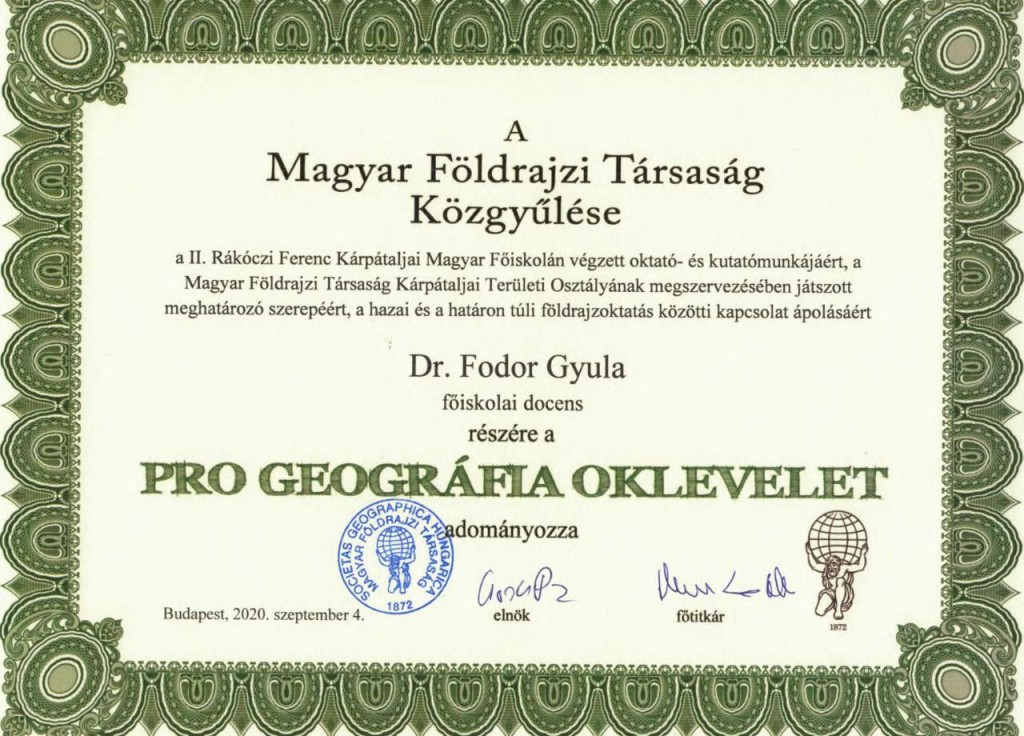 A
Magyar Földrajzi Társaság
Közgyűlése
a II. Rákóczi Ferenc Kárpátaljai Magyar Főiskolán végzett oktató- és kutatómunkájáért, a
Magyar Földrajzi Társaság Kárpátaljai Területi Osztályának megszervezésében játszott
meghatározó szerepéért, a hazai és a határon túli földrajzoktatás közötti kapcsolat ápolásáért
Dr. Fodor Gyula
főiskolai docens
részére a
PRO GEOGRÁFIA OKLEVELET
adományozza
SOCIETAS GEOGRAPHICA HUNGARICA
MAGYAR FÖLDRAJZI TÁRSASÁG
1872
Budapest, 2020. szeptember 4.
elnök
főtitkár
1872